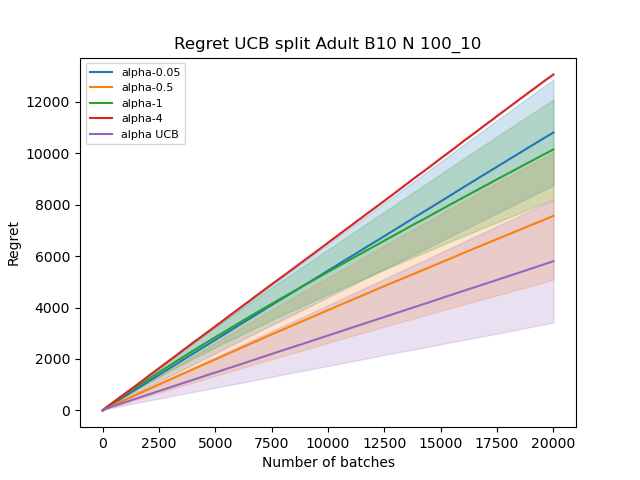 Regret UCB split Adult B10 N 100_10
alpha-0.05
alpha-0.5
alpha-1
alpha-4
alpha UCB
12000
10000
8000
6000
4000
2000
0
Regret
0 2500 5000 7500 10000 12500 15000 17500 20000
Number of batches